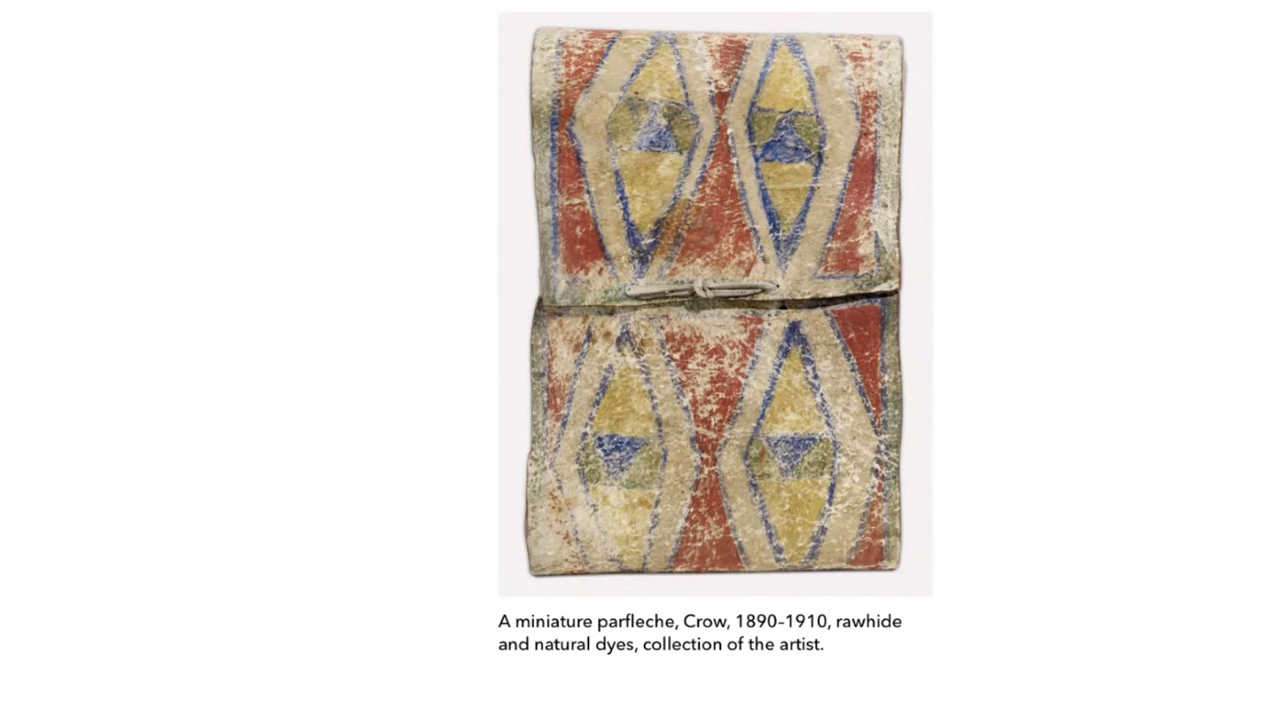 A miniature parfleche, Crow, 1890–1910, rawhide
and natural dyes, collection of the artist.